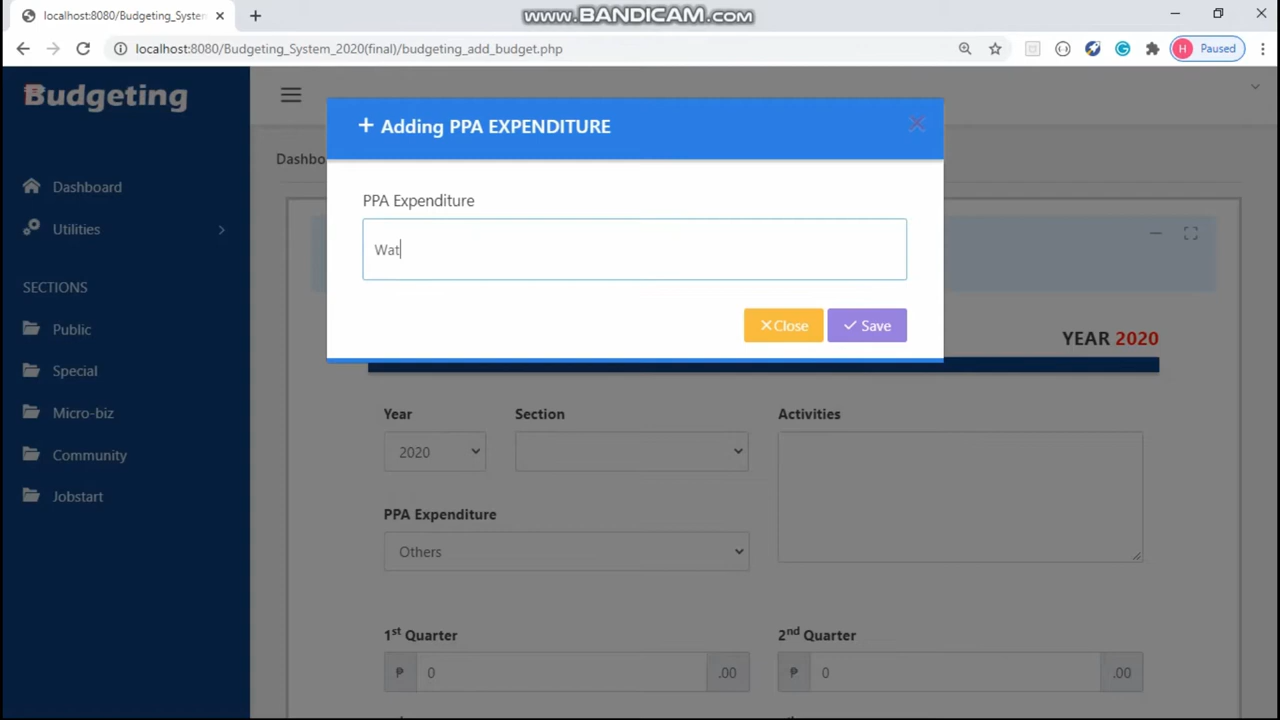 localhost:8080/Budgeting_System
www.BANDICAM.com
localhost:8080/Budgeting_System_2020(final)/budgeting_add_budget.php
H Paused
Budgeting
+ Adding PPA EXPENDITURE
Dashbo
Dashboard
PPA Expenditure
Utilities
Wat
SECTIONS
Public
Close
Save
YEAR 2020
Special
Micro-biz
Year
Section
Activities
Community
2020
Jobstart
PPA Expenditure
Others
1st Quarter
2nd Quarter
₱ 0 .00
₱ 0 .00